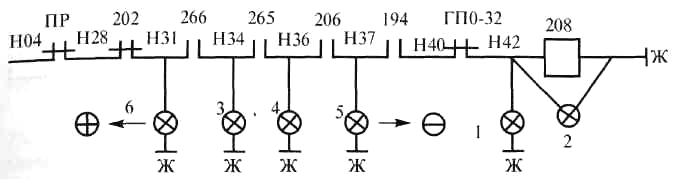 ПР 202 266 265 206 194 ГП0-32 208
Н04 Н28 Н31 Н34 Н36 Н37 Н40 Н42 Ж
6 3 4 5 1 2
Ж Ж Ж Ж Ж